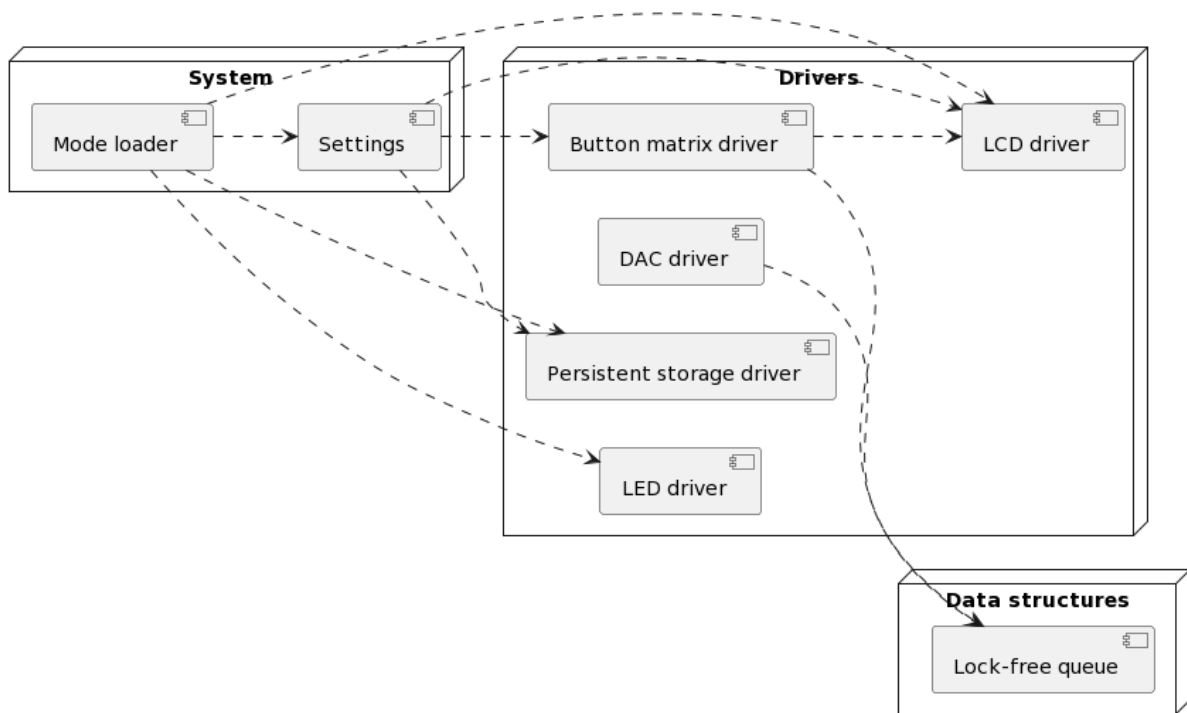 System
Drivers
Mode loader
Settings
Button matrix driver
LCD driver
DAC driver
Persistent storage driver
LED driver
Data structures
Lock-free queue